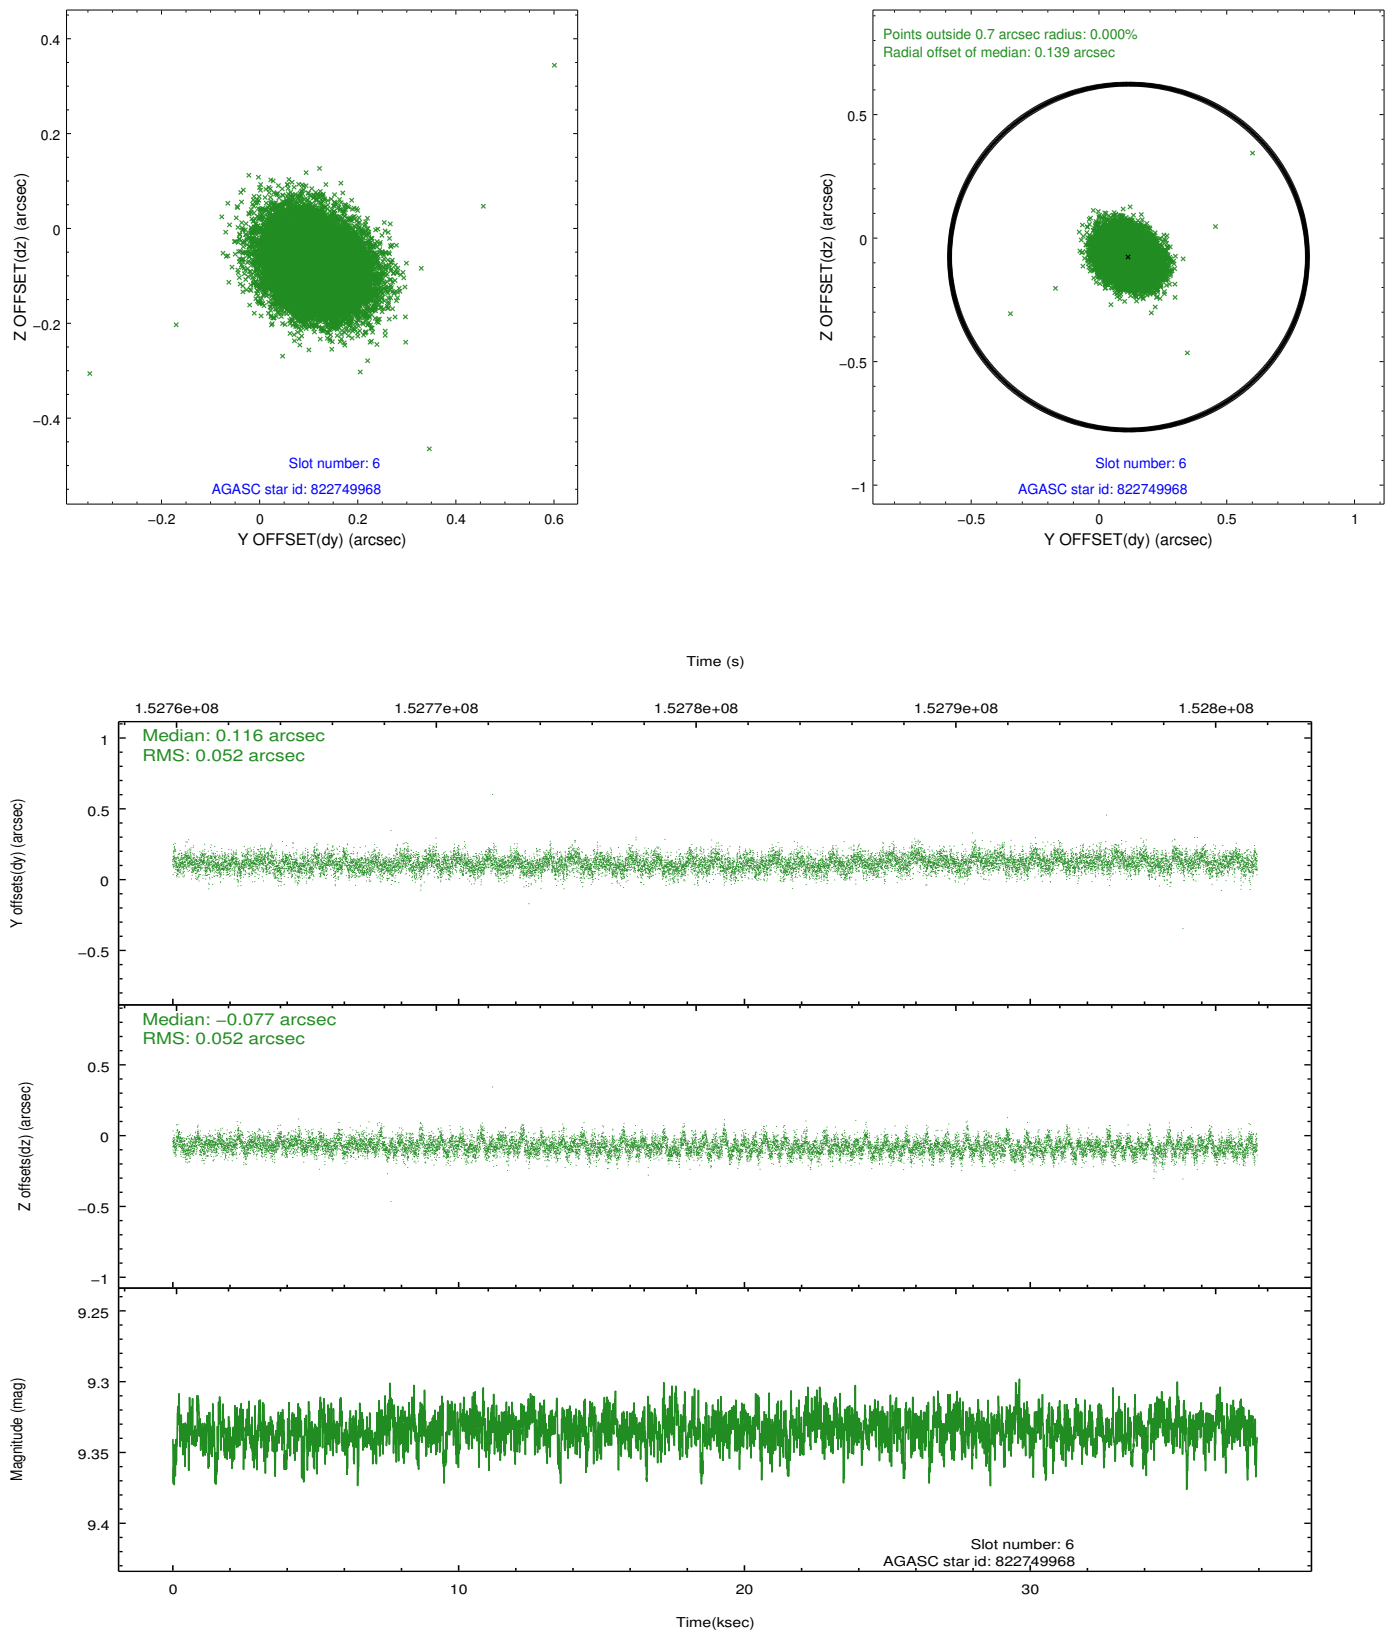 0.4
0.2
0
−0.2
−0.4
Z OFFSET(dz) (arcsec)
Slot number: 6
AGASC star id: 822749968
−0.2 0 0.2 0.4 0.6
Y OFFSET(dy) (arcsec)
Points outside 0.7 arcsec radius: 0.000%
Radial offset of median: 0.139 arcsec
0.5
0
−0.5
−1
Z OFFSET(dz) (arcsec)
Slot number: 6
AGASC star id: 822749968
−0.5 0 0.5 1
Y OFFSET(dy) (arcsec)
Time (s)
1.5276e+08 1.5277e+08 1.5278e+08 1.5279e+08 1.528e+08
Median: 0.116 arcsec
RMS: 0.052 arcsec
1
0.5
0
−0.5
Y offsets(dy) (arcsec)
Median: −0.077 arcsec
RMS: 0.052 arcsec
0.5
0
−0.5
−1
Z offsets(dz) (arcsec)
9.25
9.3
9.35
9.4
Magnitude (mag)
Slot number: 6
AGASC star id: 822749968
0 10 20 30
Time(ksec)